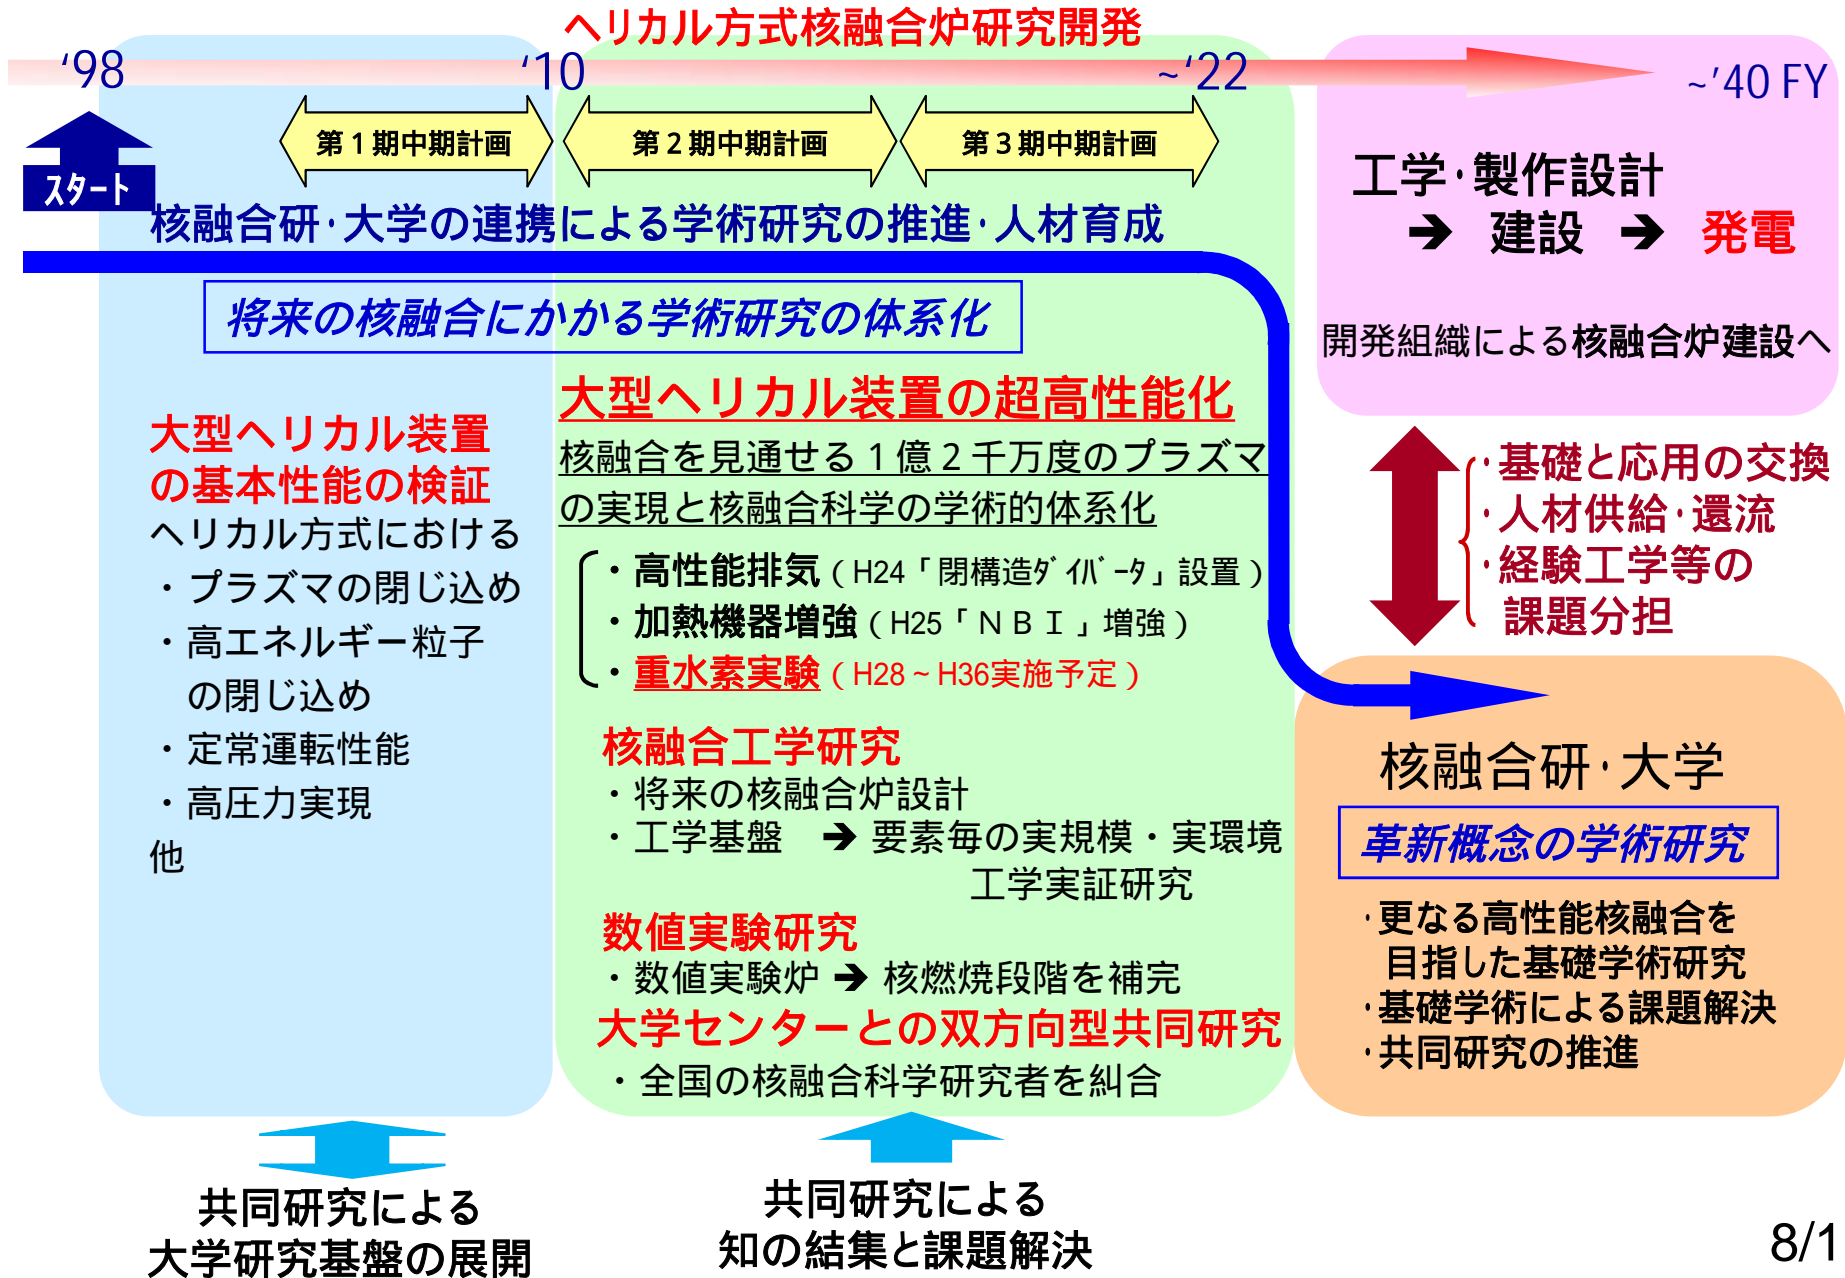 ヘリカル方式核融合炉研究開発
‘98
‘10
~‘22
~’40 FY
第1期中期計画
第2期中期計画
第3期中期計画
スタート
核融合研·大学の連携による学術研究の推進·人材育成
将来の核融合にかかる学術研究の体系化
大型ヘリカル装置
の基本性能の検証
ヘリカル方式における
・プラズマの閉じ込め
・高エネルギー粒子
の閉じ込め
・定常運転性能
・高圧力実現
他
大型ヘリカル装置の超高性能化
核融合を見通せる1億2千万度のプラズマ
の実現と核融合科学の学術的体系化
・高性能排気(H24「閉構造ダイバータ」設置)
・加熱機器増強(H25「NBI」増強)
・重水素実験(H28~H36実施予定)
核融合工学研究
・将来の核融合炉設計
・工学基盤 ➔ 要素毎の実規模・実環境
工学実証研究
数値実験研究
・数値実験炉 ➔ 核燃焼段階を補完
大学センターとの双方向型共同研究
・全国の核融合科学研究者を糾合
工学·製作設計
➔ 建設 ➔ 発電
開発組織による核融合炉建設へ
·基礎と応用の交換
·人材供給·還流
·経験工学等の
課題分担
核融合研·大学
革新概念の学術研究
·更なる高性能核融合を
目指した基礎学術研究
·基礎学術による課題解決
·共同研究の推進
共同研究による
大学研究基盤の展開
共同研究による
知の結集と課題解決
8/1